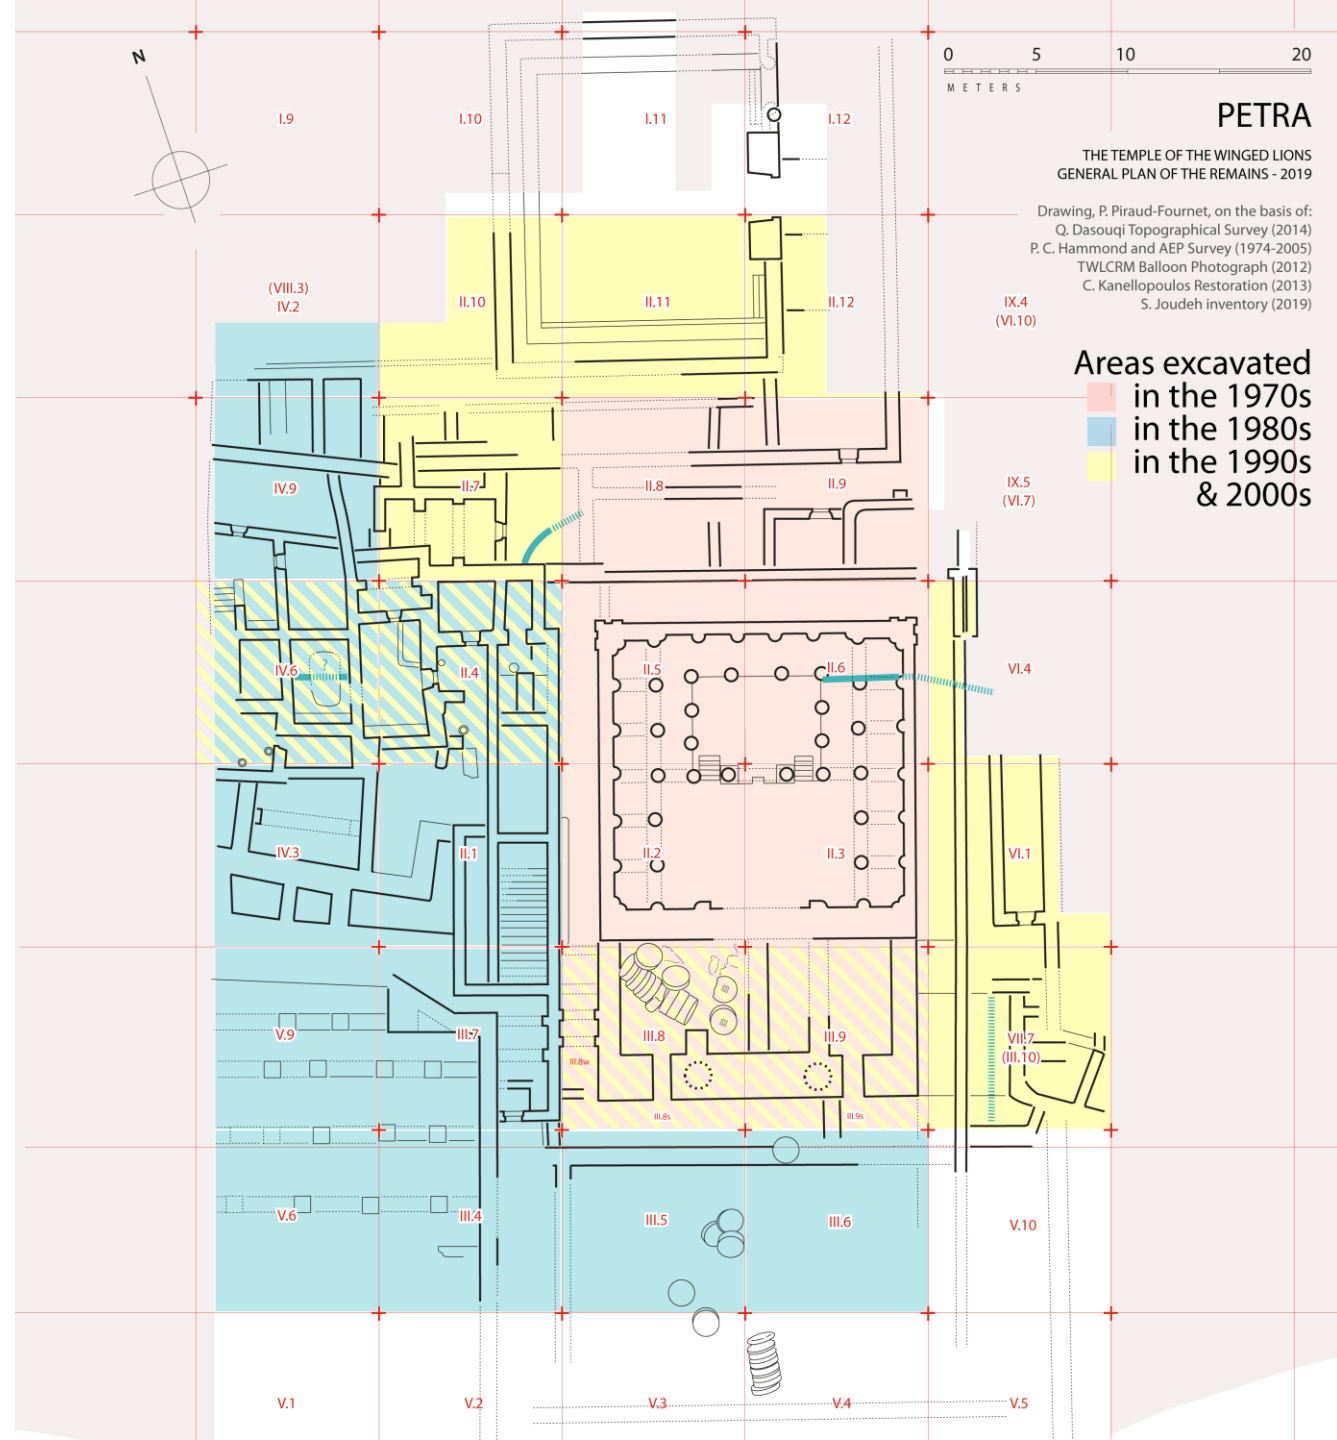 N
0 5 10 20
METERS
PETRA
THE TEMPLE OF THE WINGED LIONS
GENERAL PLAN OF THE REMAINS - 2019
Drawing, P. Piraud-Fournet, on the basis of:
Q. Dasouqi Topographical Survey (2014)
P. C. Hammond and AEP Survey (1974-2005)
TWLCRM Balloon Photograph (2012)
C. Kanellopoulos Restoration (2013)
S. Joudeh inventory (2019)
Areas excavated
in the 1970s
in the 1980s
in the 1990s
& 2000s
I.9 I.10 I.11 I.12
(VIII.3)
IV.2 II.10 II.11 II.12 IX.4
(VI.10)
IV.9 II.7 II.8 II.9 IX.5
(VI.7)
?
IV.6 II.4 II.5 II.6 VI.4
IV.3 II.1 II.2 II.3 VI.1
V.9 III.7 III.8 III.9 VII.7
(III.10)
III.8w
III.8s III.9s
V.6 III.4 III.5 III.6 V.10
V.1 V.2 V.3 V.4 V.5